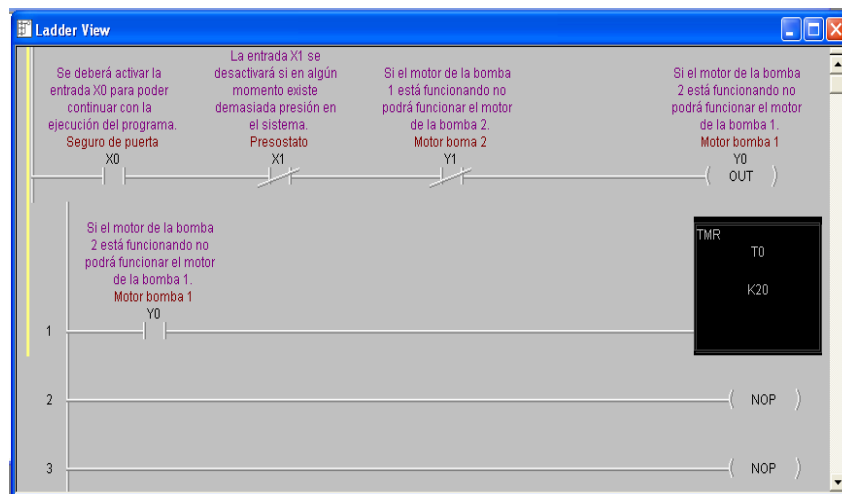 Ladder View
Se deberá activar la
entrada X0 para poder
continuar con la
ejecución del programa.
Seguro de puerta
X0
La entrada X1 se
desactivará si en algún
momento existe
demasiada presión en
el sistema.
Presostato
X1
Si el motor de la bomba
1 está funcionando no
podrá funcionar el motor
de la bomba 2.
Motor boma 2
Y1
Si el motor de la bomba
2 está funcionando no
podrá funcionar el motor
de la bomba 1.
Motor bomba 1
Y0
OUT
Si el motor de la bomba
2 está funcionando no
podrá funcionar el motor
de la bomba 1.
Motor bomba 1
Y0
1
TMR
T0
K20
2
NOP
3
NOP